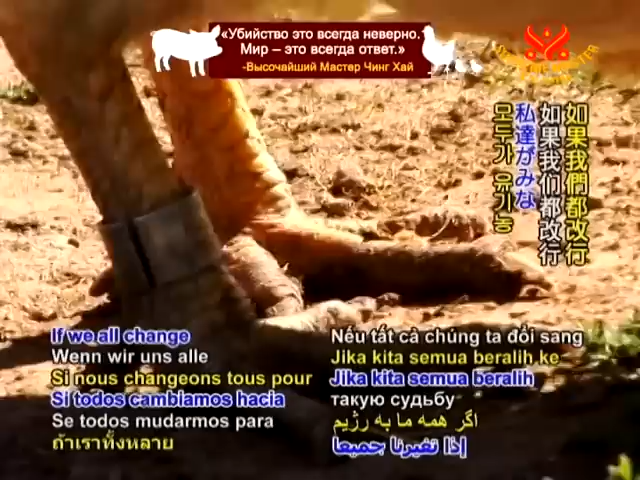 «Убийство это всегда неверно.
Мир – это всегда ответ.»
-Высочайший Мастер Чинг Хай
如果我們都改行
如果我们都改行
私達がみな
모두가 유기농
If we all change
Wenn wir uns alle
Si nous changeons tous pour
Si todos cambiamos hacia
Se todos mudarmos para
ถ้าเราทั้งหลาย
Nếu tất cả chúng ta đổi sang
Jika kita semua beralih ke
Jika kita semua beralih
такую судьбу
اگر همه ما به رژیم
إذا تغيرنا جميعا